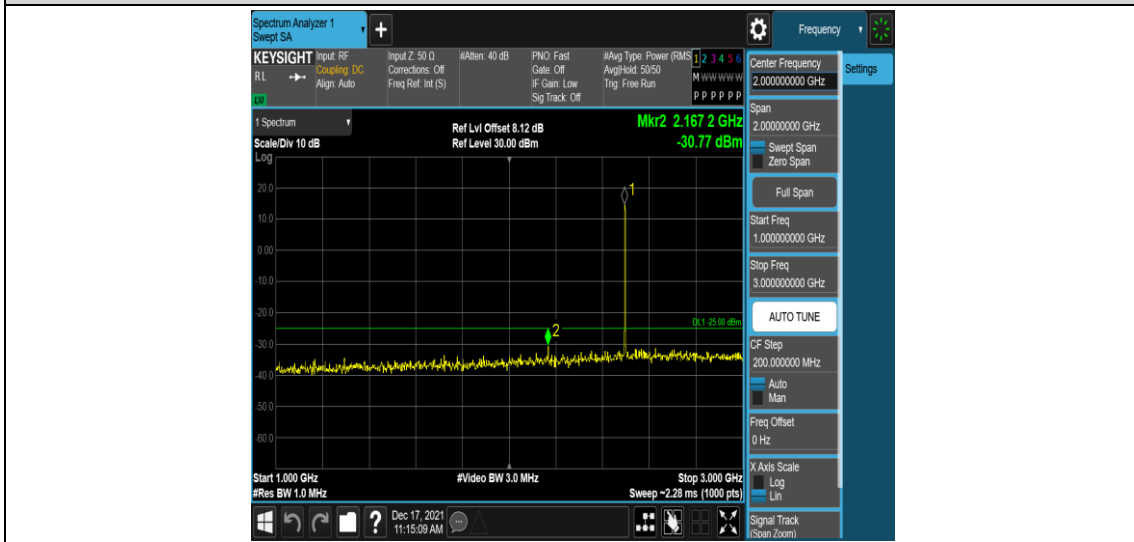 Spectrum Analyzer 1
Swept SA
+
Frequency
KEYSIGHT
RL
LXI
Input: RF
Coupling: DC
Align: Auto
Input Z: 50 Ω
Corrections: Off
Freq Ref: Int (S)
#Atten: 40 dB
PNO: Fast
Gate: Off
IF Gain: Low
Sig Track: Off
#Avg Type: Power (RMS
Avg|Hold: 50/50
Trig: Free Run
1 2 3 4 5 6
M W W W W W
P P P P P P
1 Spectrum
Scale/Div 10 dB
Log
Ref Lvl Offset 8.12 dB
Ref Level 30.00 dBm
Mkr2 2.167 2 GHz
-30.77 dBm
20.0
10.0
0.00
-10.0
-20.0
-30.0
-40.0
-50.0
-60.0
1
2
DL1 -25.00 dBm
Start 1.000 GHz
#Res BW 1.0 MHz
#Video BW 3.0 MHz
Stop 3.000 GHz
Sweep ~2.28 ms (1000 pts)
Center Frequency
2.000000000 GHz
Settings
Span
2.00000000 GHz
Swept Span
Zero Span
Full Span
Start Freq
1.000000000 GHz
Stop Freq
3.000000000 GHz
AUTO TUNE
CF Step
200.000000 MHz
Auto
Man
Freq Offset
0 Hz
X Axis Scale
Log
Lin
Signal Track
(Span Zoom)
?
Dec 17, 2021
11:15:09 AM